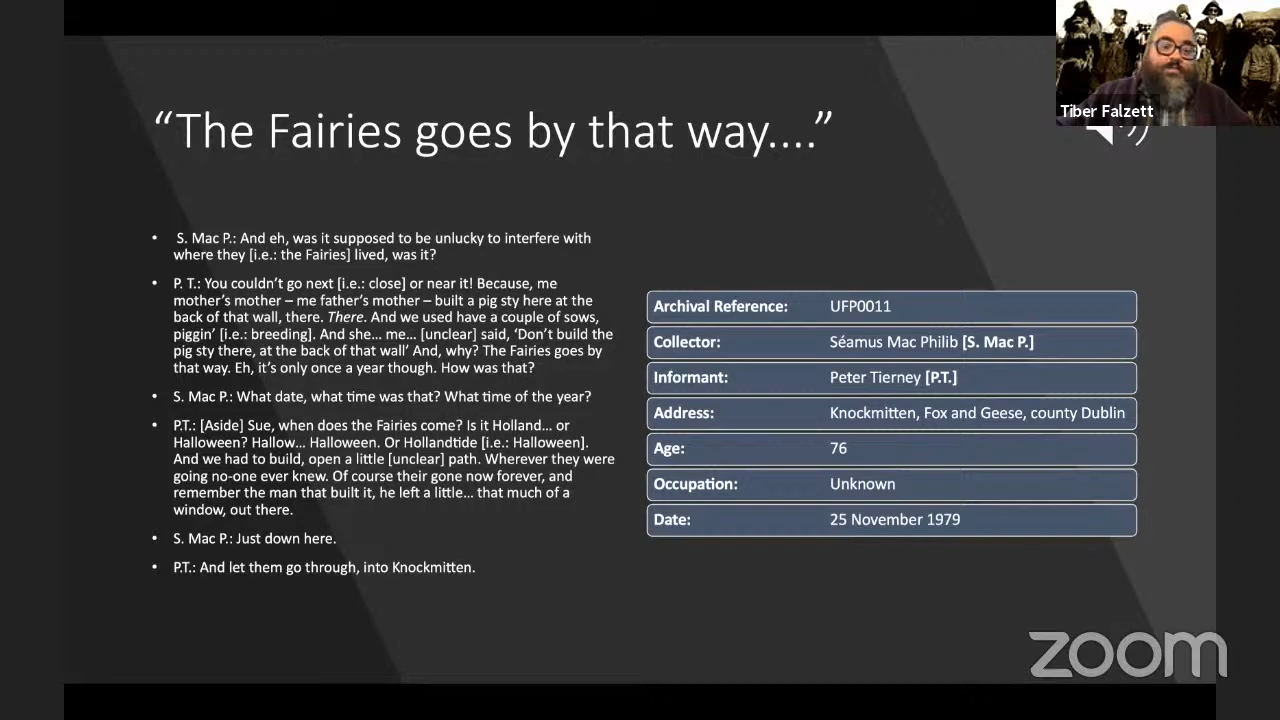 Tiber Falzett
“The Fairies goes by that way....”
• S. Mac P.: And eh, was it supposed to be unlucky to interfere with
where they [i.e.: the Fairies] lived, was it?
• P. T.: You couldn’t go next [i.e.: close] or near it! Because, me
mother’s mother – me father’s mother – built a pig sty here at the
back of that wall, there. There. And we used have a couple of sows,
piggin’ [i.e.: breeding]. And she… me… [unclear] said, ‘Don’t build the
pig sty there, at the back of that wall’ And, why? The Fairies goes by
that way. Eh, it’s only once a year though. How was that?
• S. Mac P.: What date, what time was that? What time of the year?
• P.T.: [Aside] Sue, when does the Fairies come? Is it Holland… or
Halloween? Hallow… Halloween. Or Hollandtide [i.e.: Halloween].
And we had to build, open a little [unclear] path. Wherever they were
going no-one ever knew. Of course their gone now forever, and
remember the man that built it, he left a little… that much of a
window, out there.
• S. Mac P.: Just down here.
• P.T.: And let them go through, into Knockmitten.
Archival Reference: UFP0011
Collector: Séamus Mac Philib [S. Mac P.]
Informant: Peter Tierney [P.T.]
Address: Knockmitten, Fox and Geese, county Dublin
Age: 76
Occupation: Unknown
Date: 25 November 1979
zoom